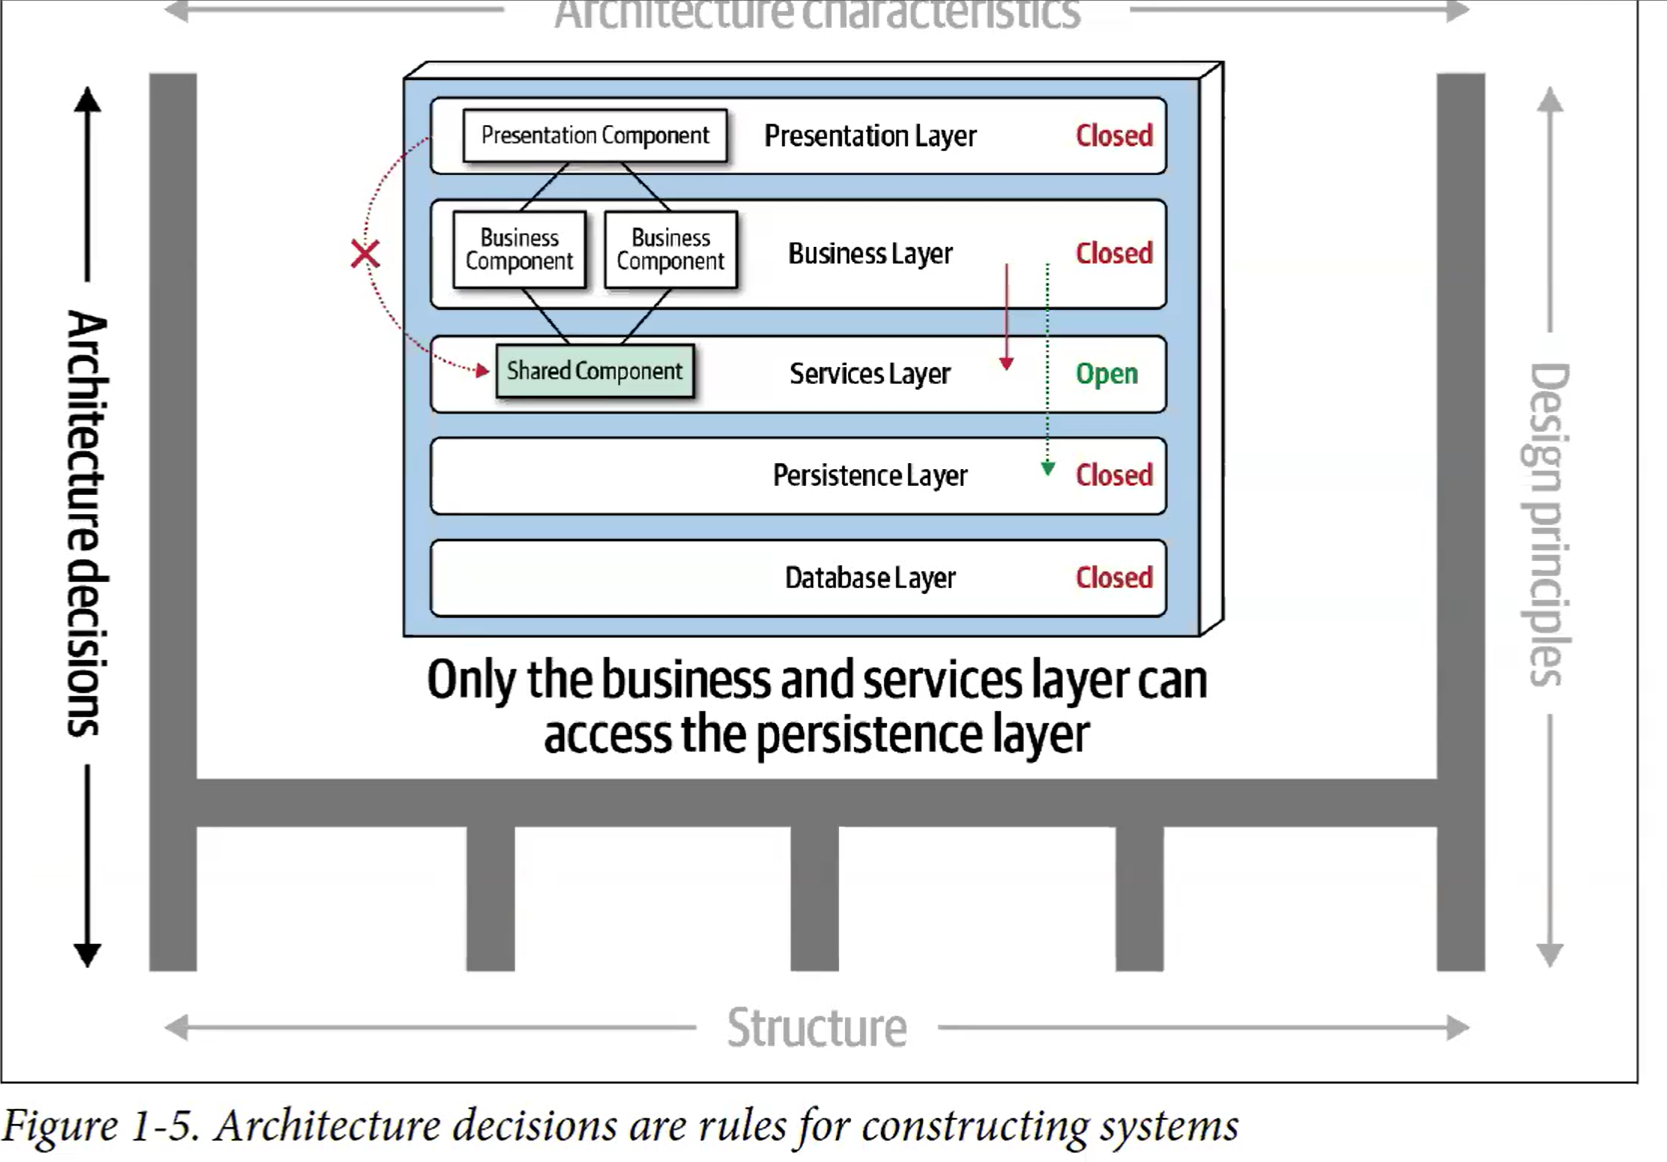 Architecture characteristics
Architecture decisions
Presentation Component
Presentation Layer
Closed
Business
Component
Business
Component
Business Layer
Closed
Shared Component
Services Layer
Open
Persistence Layer
Closed
Database Layer
Closed
Only the business and services layer can
access the persistence layer
Design principles
Structure
Figure 1-5. Architecture decisions are rules for constructing systems